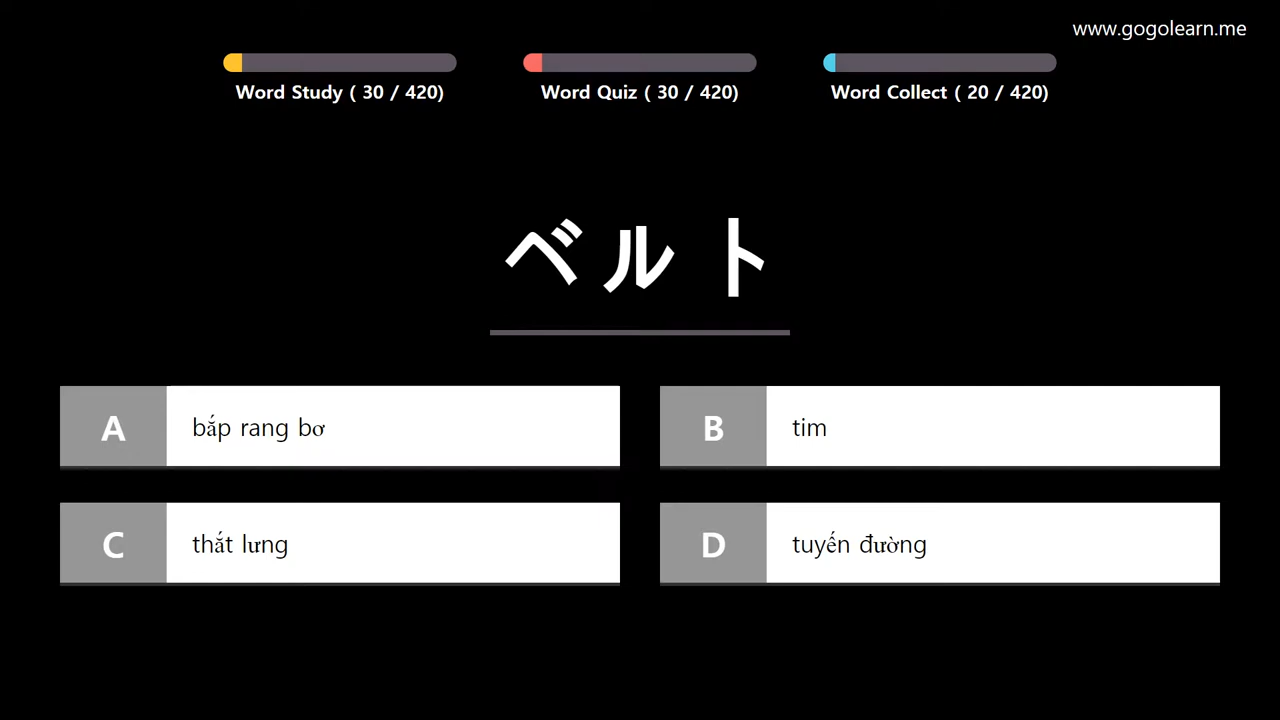 www.gogolearn.me
Word Study ( 30 / 420)
Word Quiz ( 30 / 420)
Word Collect ( 20 / 420)
ベルト
A bắp rang bơ
B tim
C thắt lưng
D tuyến đường